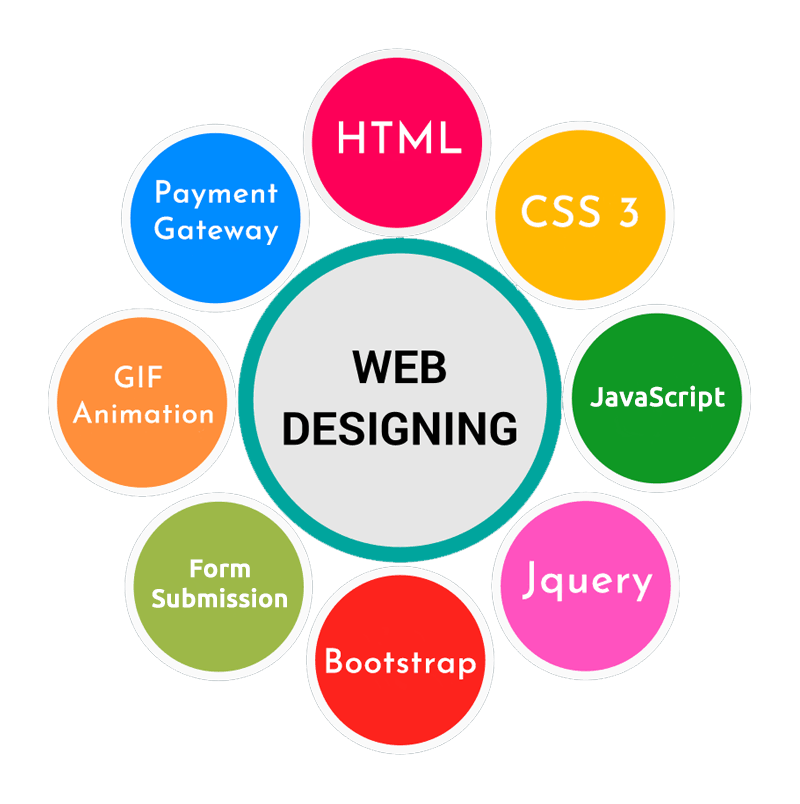 HTML
CSS 3
JavaScript
Jquery
Bootstrap
Form
Submission
GIF
Animation
Payment
Gateway
WEB
DESIGNING